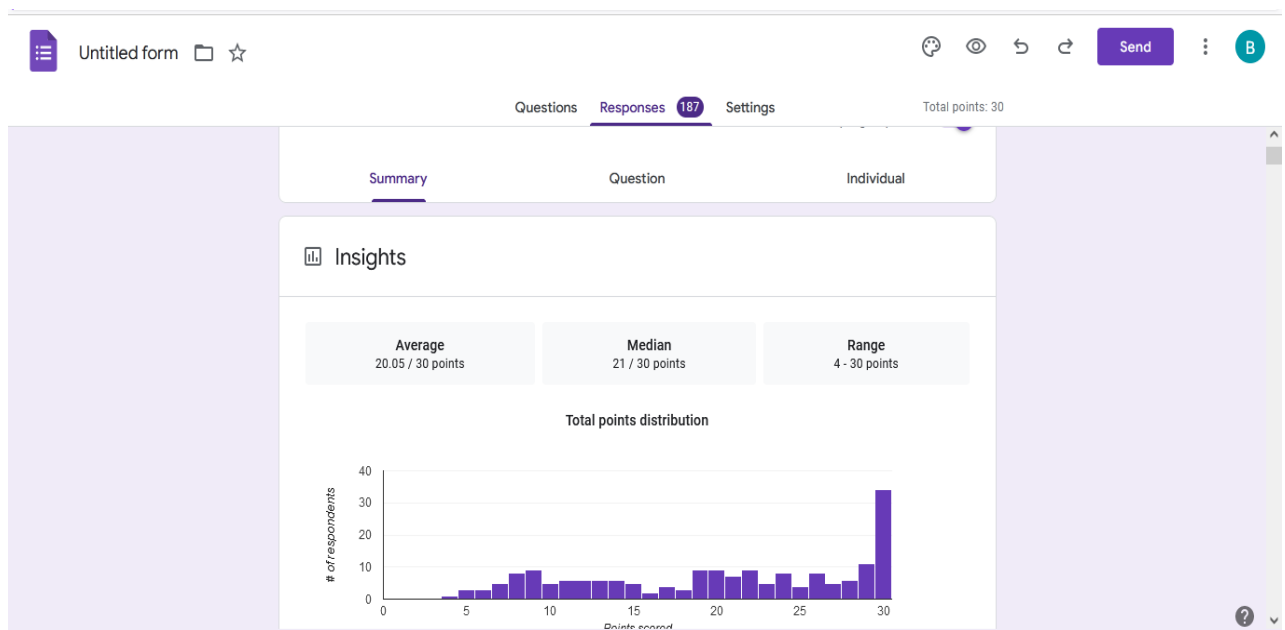 Untitled form
Send
B
Questions Responses 187 Settings
Total points: 30
Summary Question Individual
Insights
Average Median Range
20.05 / 30 points 21 / 30 points 4 - 30 points
Total points distribution
# of respondents
40
30
20
10
0
0 5 10 15 20 25 30
Points scored
?